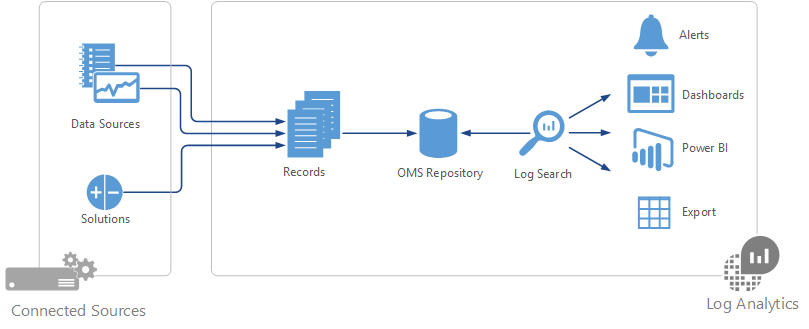 Alerts
Data Sources
Dashboards
Records
OMS Repository
Log Search
Power BI
Solutions
Export
Connected Sources
Log Analytics